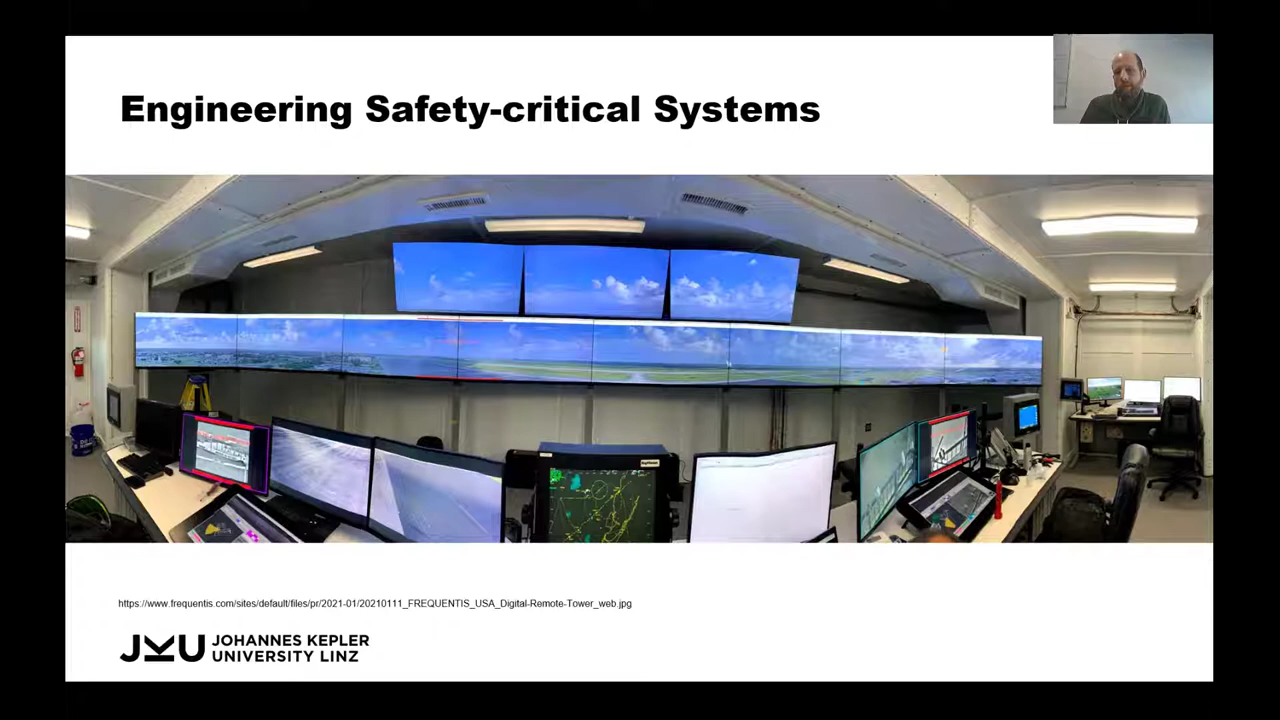 Engineering Safety-critical Systems
https://www.frequentis.com/sites/default/files/pr/2021-01/20210111_FREQUENTIS_USA_Digital-Remote-Tower_web.jpg
JKU JOHANNES KEPLER
UNIVERSITY LINZ